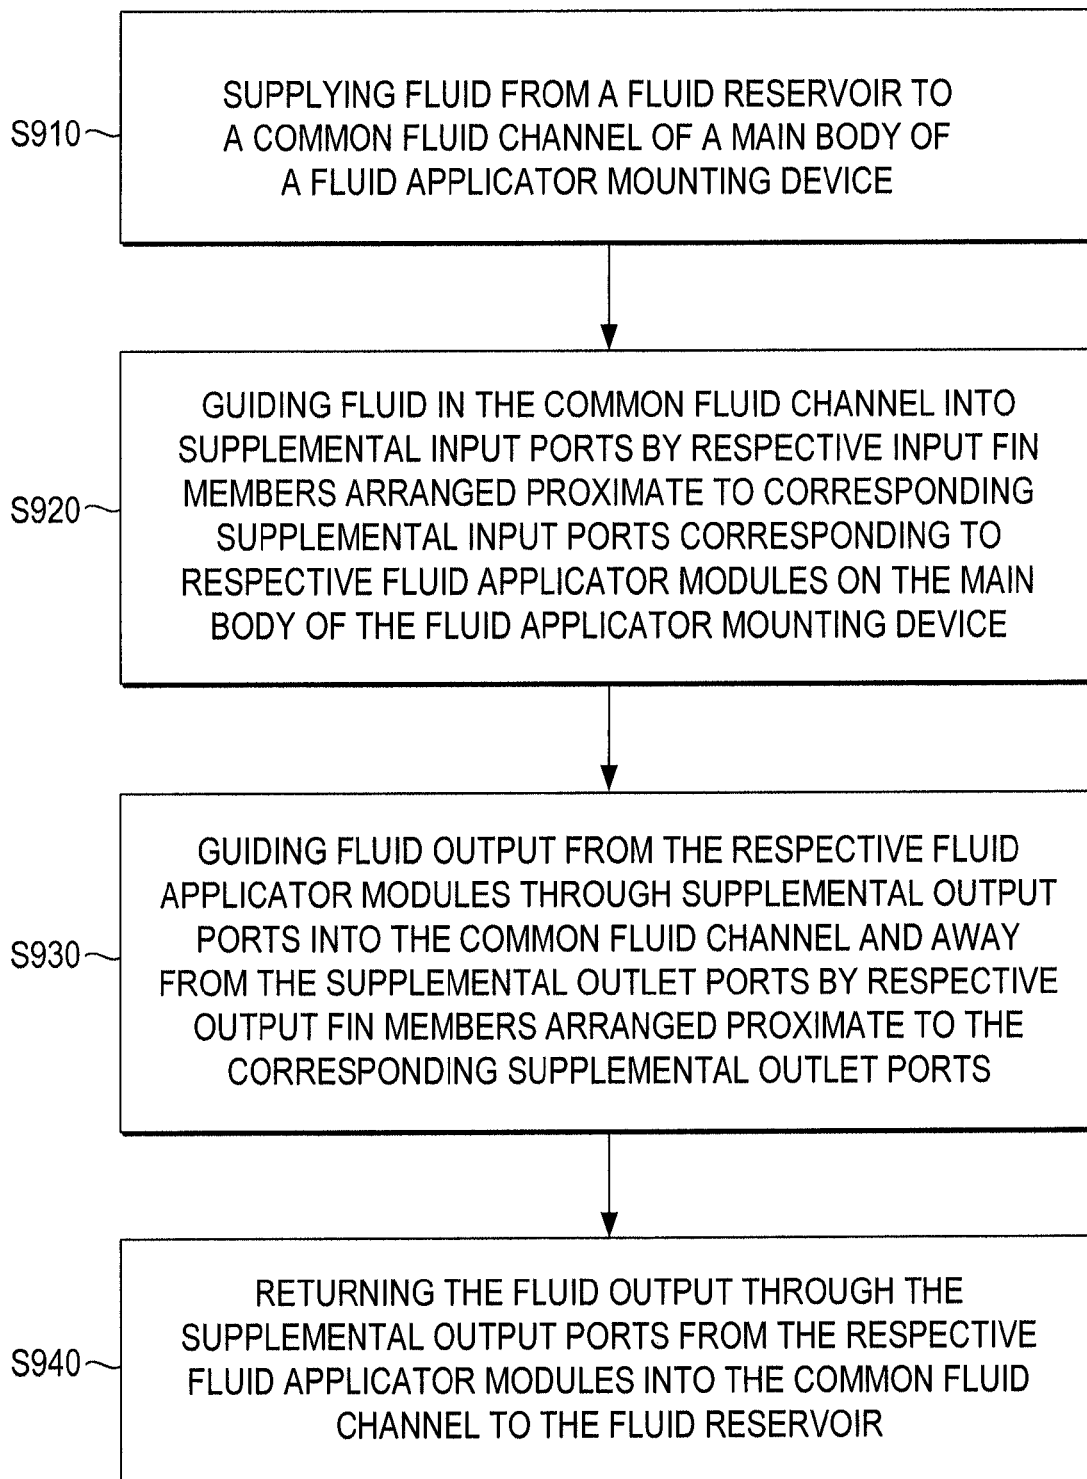 SUPPLYING FLUID FROM A FLUID RESERVOIR TO
S910
A COMMON FLUID CHANNEL OF A MAIN BODY OF
A FLUID APPLICATOR MOUNTING DEVICE
GUIDING FLUID IN THE COMMON FLUID CHANNEL INTO
SUPPLEMENTAL INPUT PORTS BY RESPECTIVE INPUT FIN
MEMBERS ARRANGED PROXIMATE TO CORRESPONDING
S920
SUPPLEMENTAL INPUT PORTS CORRESPONDING TO
RESPECTIVE FLUID APPLICATOR MODULES ON THE MAIN
BODY OF THE FLUID APPLICATOR MOUNTING DEVICE
GUIDING FLUID OUTPUT FROM THE RESPECTIVE FLUID
APPLICATOR MODULES THROUGH SUPPLEMENTAL OUTPUT
PORTS INTO THE COMMON FLUID CHANNEL AND AWAY
S930
FROM THE SUPPLEMENTAL OUTLET PORTS BY RESPECTIVE
OUTPUT FIN MEMBERS ARRANGED PROXIMATE TO THE
CORRESPONDING SUPPLEMENTAL OUTLET PORTS
RETURNING THE FLUID OUTPUT THROUGH THE
SUPPLEMENTAL OUTPUT PORTS FROM THE RESPECTIVE
S940
FLUID APPLICATOR MODULES INTO THE COMMON FLUID
CHANNEL TO THE FLUID RESERVOIR